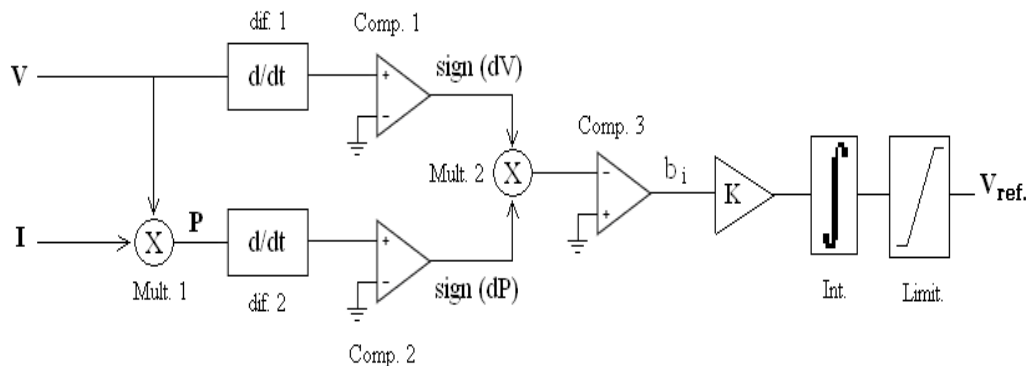 dif. 1
Comp. 1
V
d/dt
+
-
sign (dV)
Comp. 3
Mult. 2
X
-
+
b i
K
∫
V ref.
I
X
P
d/dt
+
-
sign (dP)
Mult. 1
dif. 2
Comp. 2
Int.
Limit.